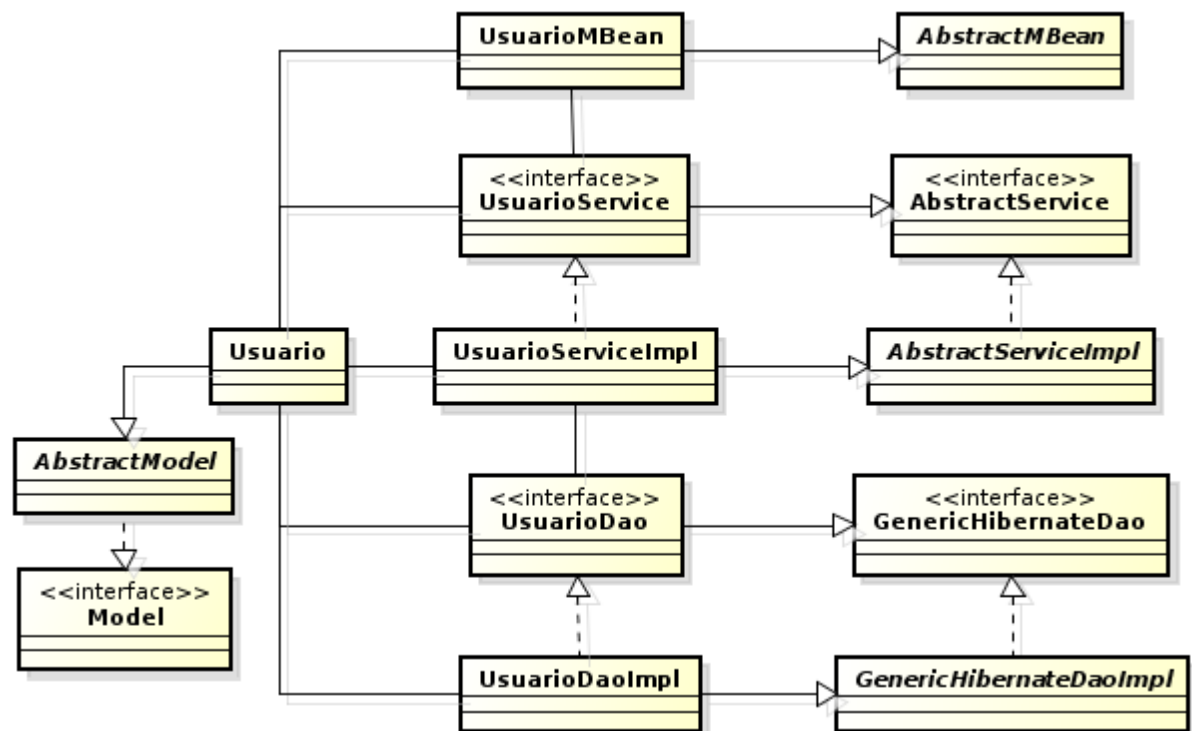 UsuarioMBean
AbstractMBean
<<interface>>
UsuarioService
<<interface>>
AbstractService
Usuario
UsuarioServiceImpl
AbstractServiceImpl
AbstractModel
<<interface>>
UsuarioDao
<<interface>>
GenericHibernateDao
<<interface>>
Model
UsuarioDaoImpl
GenericHibernateDaoImpl